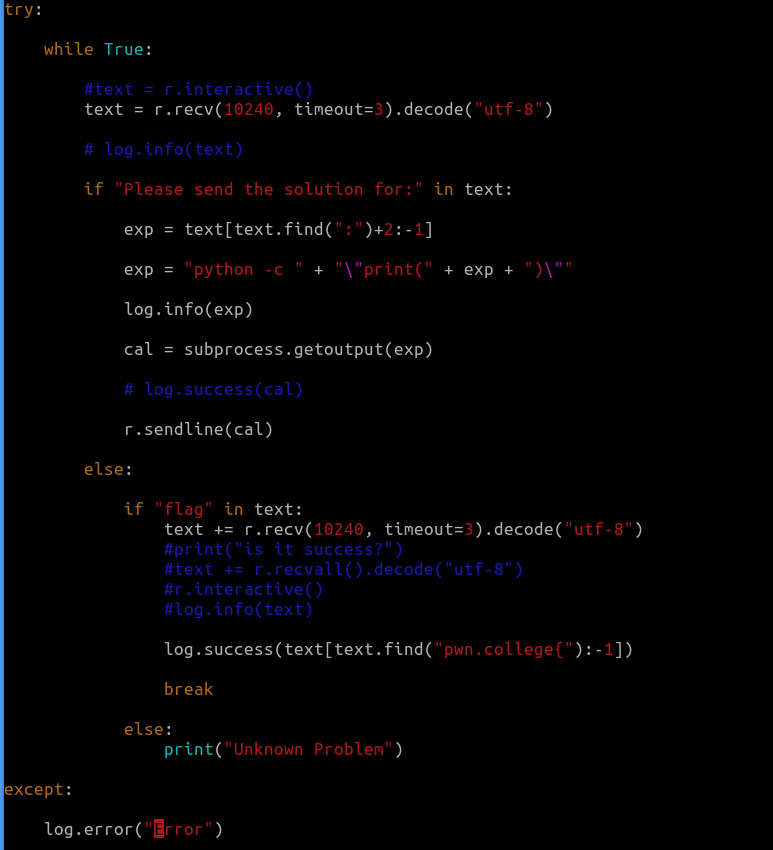 try:
    while True:
        #text = r.interactive()
        text = r.recv(10240, timeout=3).decode("utf-8")
        # log.info(text)
        if "Please send the solution for:" in text:
            exp = text[text.find(":")+2:-1]
            exp = "python -c " + "\"print(" + exp + ")\""
            log.info(exp)
            cal = subprocess.getoutput(exp)
            # log.success(cal)
            r.sendline(cal)
        else:
            if "flag" in text:
                text += r.recv(10240, timeout=3).decode("utf-8")
                #print("is it success?")
                #text += r.recvall().decode("utf-8")
                #r.interactive()
                #log.info(text)
                log.success(text[text.find("pwn.college{"):-1])
                break
            else:
                print("Unknown Problem")
except:
    log.error("Error")